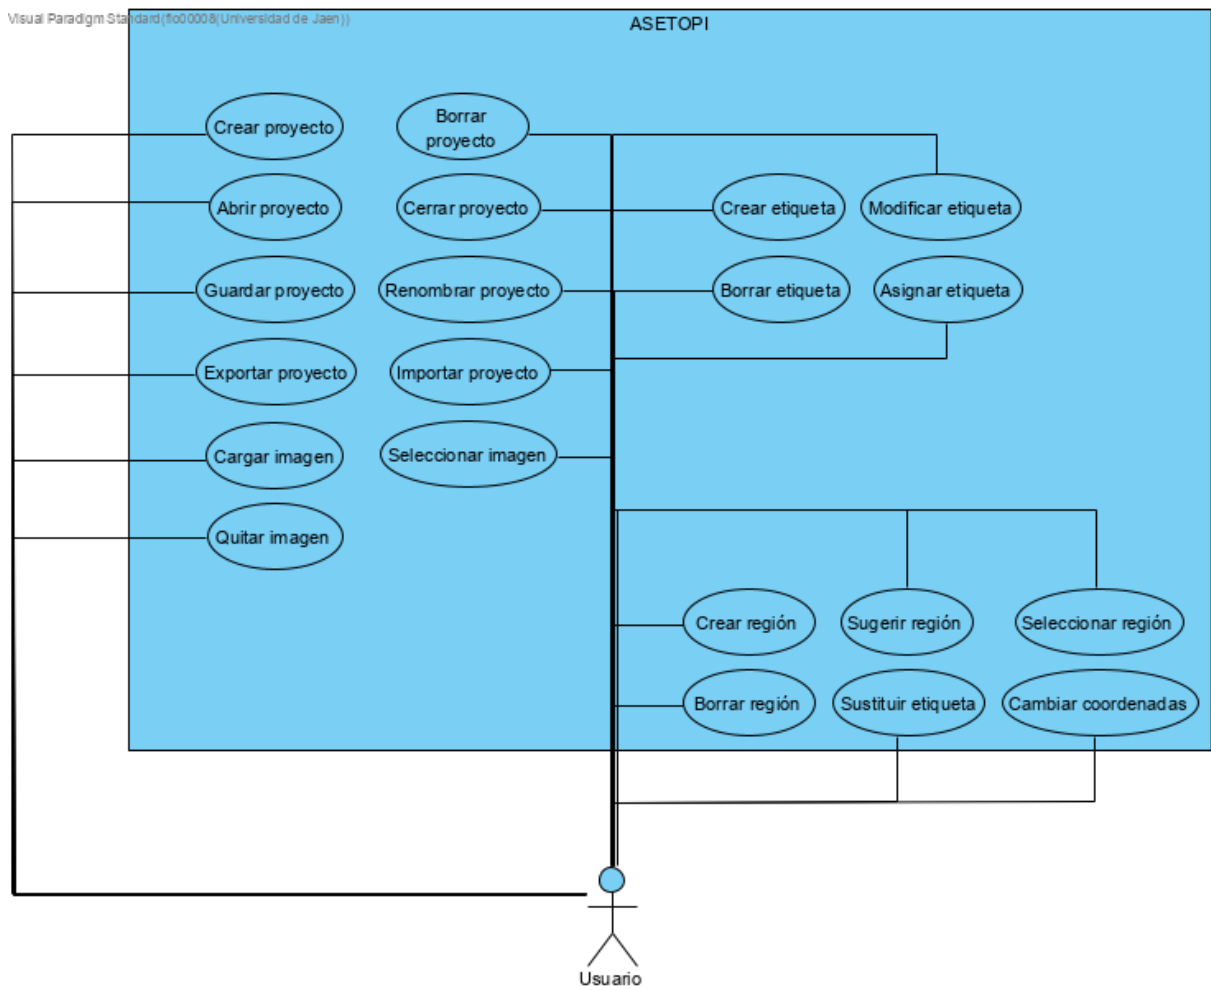 Visual Paradigm Standard(flo00008(Universidad de Jaen))
ASETOPI
Crear proyecto
Borrar
proyecto
Abrir proyecto
Cerrar proyecto
Crear etiqueta
Modificar etiqueta
Guardar proyecto
Renombrar proyecto
Borrar etiqueta
Asignar etiqueta
Exportar proyecto
Importar proyecto
Cargar imagen
Seleccionar imagen
Quitar imagen
Crear región
Sugerir región
Seleccionar región
Borrar región
Sustituir etiqueta
Cambiar coordenadas
Usuario